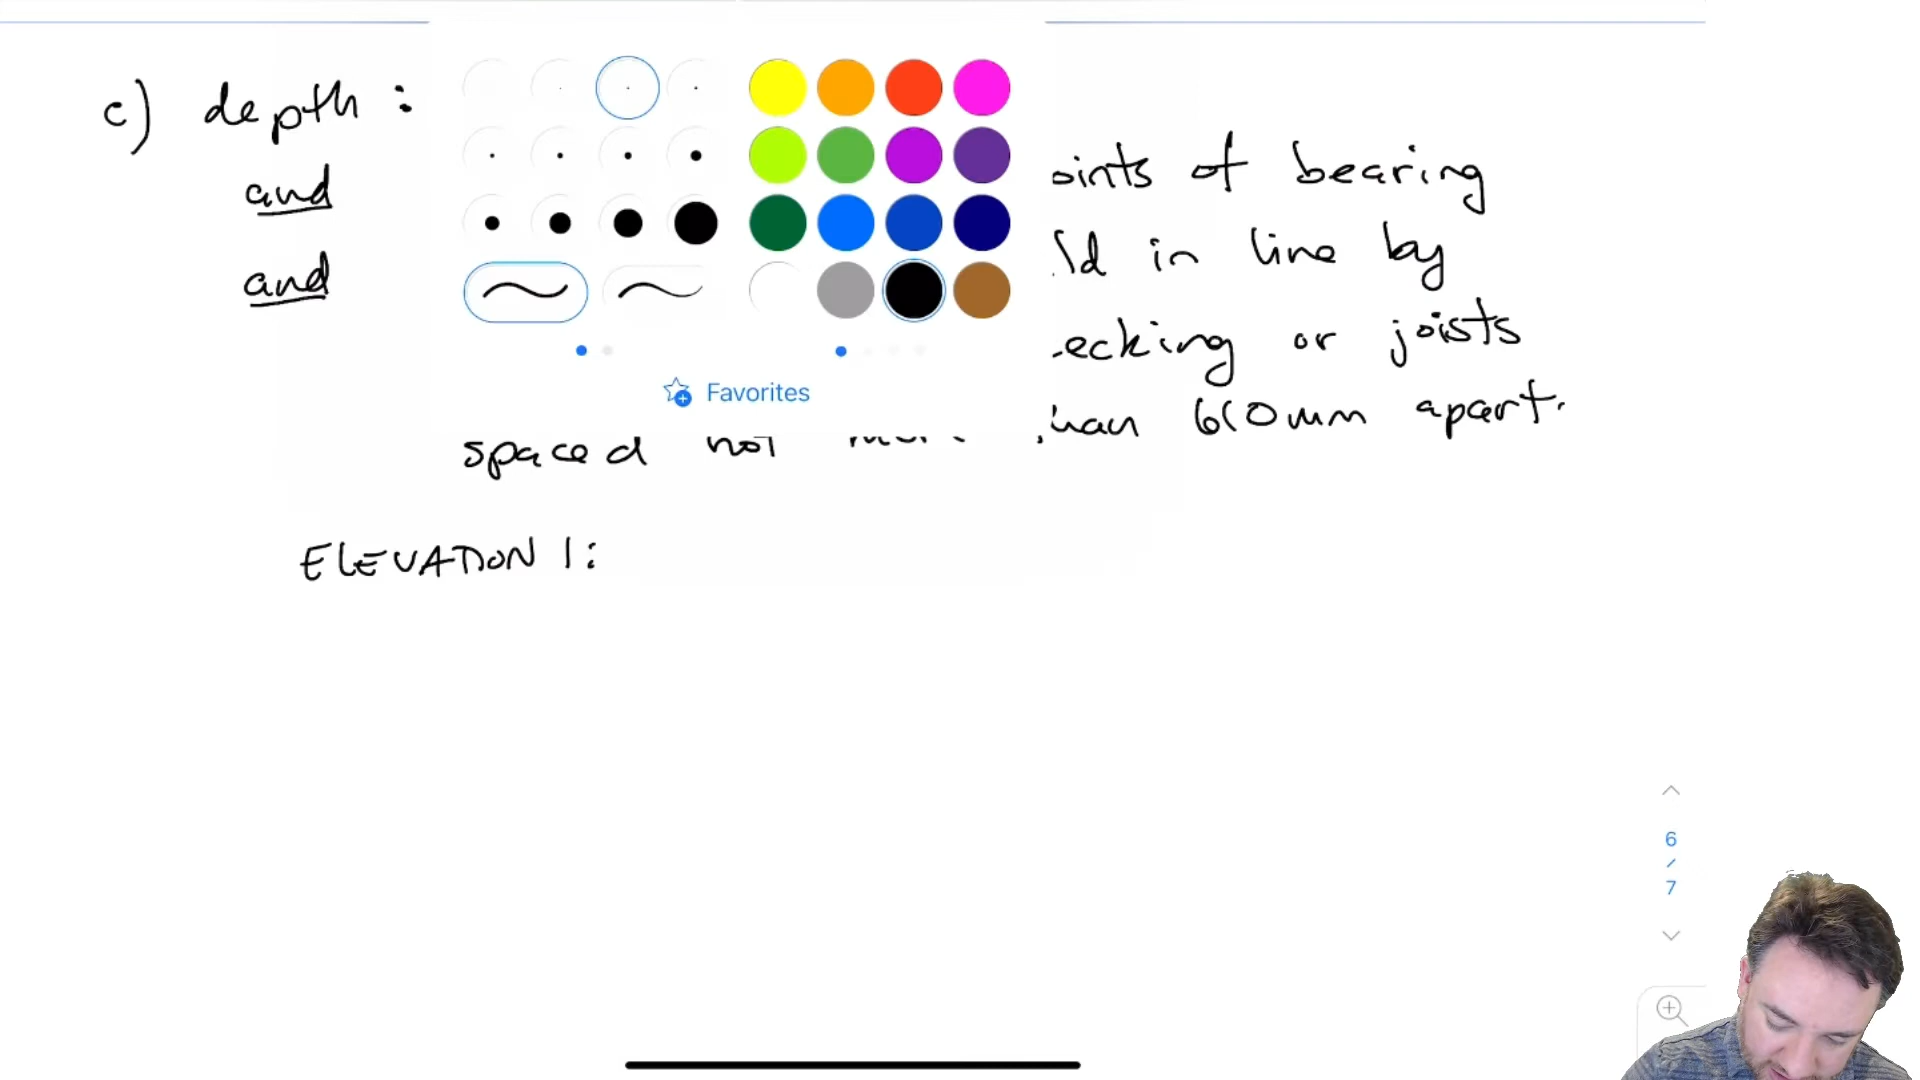 c) depth :
and oints of bearing
and ld in line by
ecking or joists
spaced not han 610mm apart.
ELEVATION 1:
Favorites
6
/
7